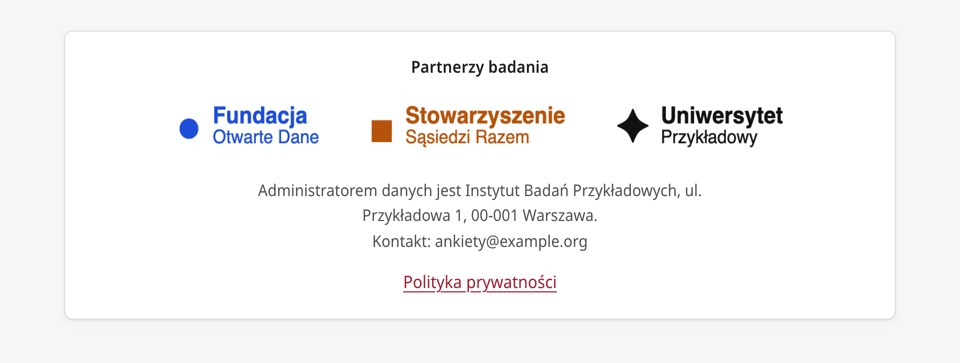 Partnerzy badania
Fundacja
Otwarte Dane
Stowarzyszenie
Sąsiedzi Razem
Uniwersytet
Przykładowy
Administratorem danych jest Instytut Badań Przykładowych, ul.
Przykładowa 1, 00-001 Warszawa.
Kontakt: ankiety@example.org
Polityka prywatności